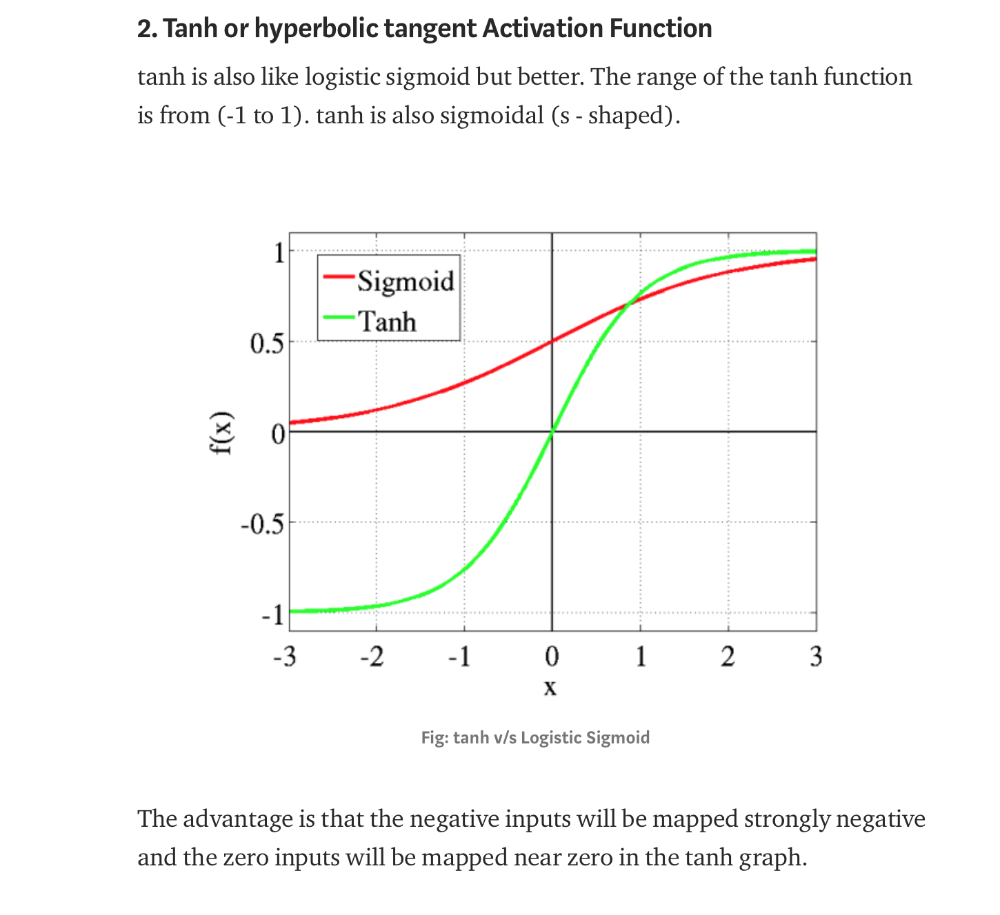 2. Tanh or hyperbolic tangent Activation Function
tanh is also like logistic sigmoid but better. The range of the tanh function
is from (-1 to 1). tanh is also sigmoidal (s - shaped).
1
Sigmoid
Tanh
0.5
0
f(x)
-0.5
-1
-3 -2 -1 0 1 2 3
x
Fig: tanh v/s Logistic Sigmoid
The advantage is that the negative inputs will be mapped strongly negative
and the zero inputs will be mapped near zero in the tanh graph.